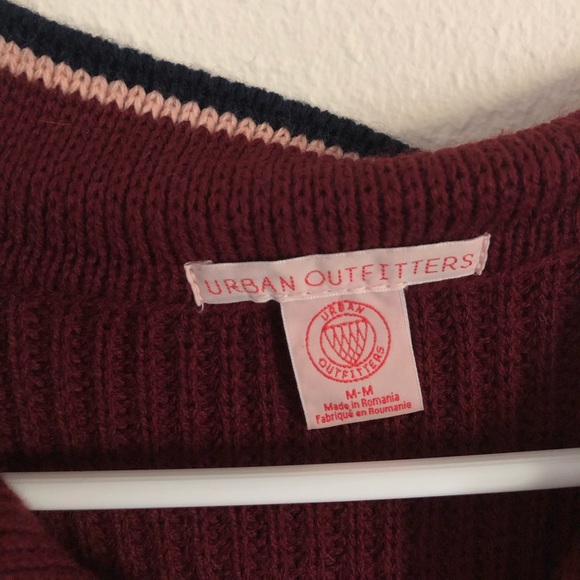 URBAN OUTFITTERS
URBAN
OUTFITTERS
M-M
Made in Romania
Fabriqué en Roumanie